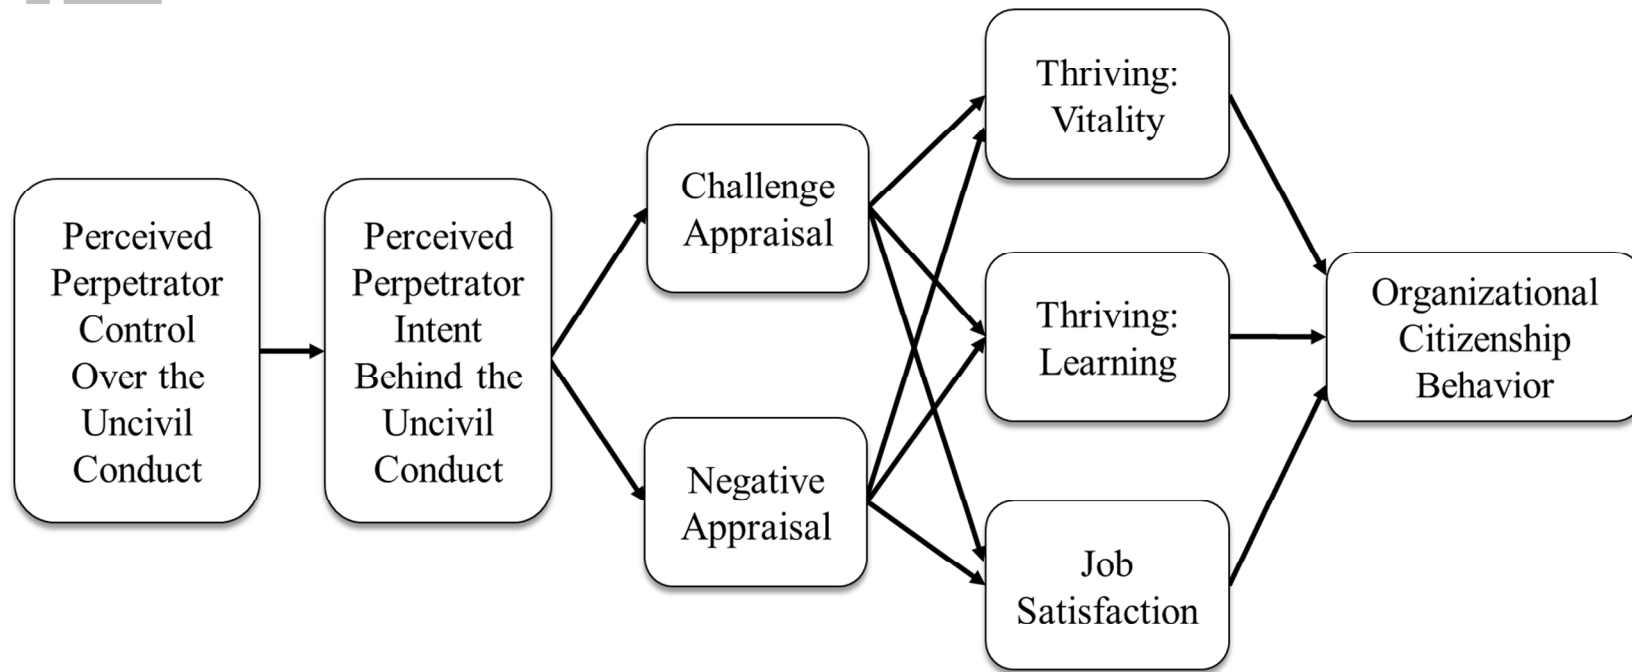 Perceived
Perpetrator
Control
Over the
Uncivil
Conduct
Perceived
Perpetrator
Intent
Behind the
Uncivil
Conduct
Challenge
Appraisal
Negative
Appraisal
Thriving:
Vitality
Thriving:
Learning
Job
Satisfaction
Organizational
Citizenship
Behavior